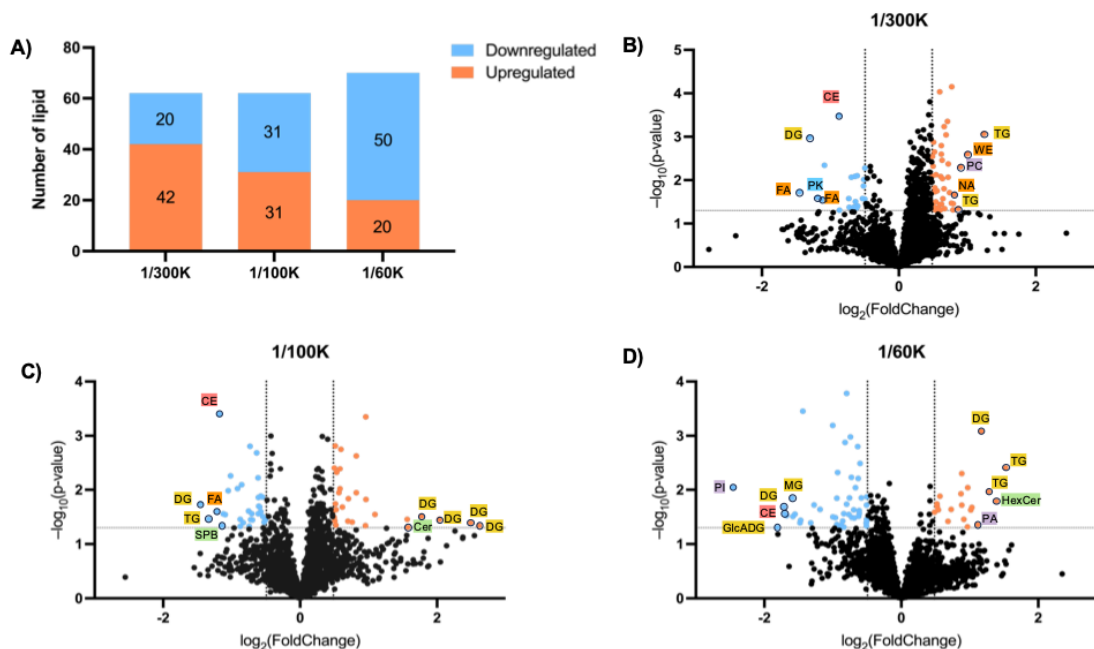 A)
Number of lipid
80
60
40
20
0
20
42
31
31
50
20
1/300K
1/100K
1/60K
Downregulated
Upregulated
B)
1/300K
–log10(p-value)
5
4
3
2
1
0
CE
DG
TG
WE
PC
FA
PK
FA
NA
TG
-2
0
2
log2(FoldChange)
C)
1/100K
–log10(p-value)
4
3
2
1
0
CE
DG
FA
TG
SPB
DG
Cer
DG
DG
DG
-2
0
2
log2(FoldChange)
D)
1/60K
–log10(p-value)
4
3
2
1
0
DG
TG
PI
MG
DG
CE
GlcADG
TG
HexCer
PA
-2
0
2
log2(FoldChange)